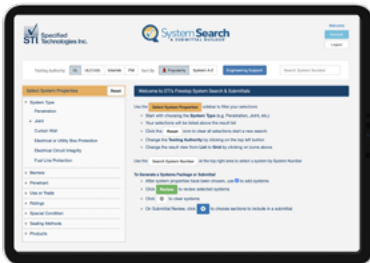 Welcome
STI Specified Technologies Inc.
System Search
& SUBMITTAL BUILDER
Account
Logout
Testing Authority UL ULC/cUL Intertek FM Sort By Popularity System A-Z Engineering Support Search System Number
Select System Properties Reset
System Type
Penetration
Joint
Curtain Wall
Electrical or Utility Box Protection
Electrical Circuit Integrity
Fuel Line Protection
Barriers
Penetrant
Use or Trade
Ratings
Special Condition
Sealing Methods
Products
Welcome to STI's Firestop System Search & Submittals
Use the Select System Properties sidebar to filter your selections:
Start with choosing the System Type (e.g. Penetration, Joint, etc.)
Your selections will be listed above the result list
Click the Reset icon to clear all selections start a new search
Change the Testing Authority by clicking on the top left button
Change the result view from List to Grid by clicking on icons above
Use the Search System Number at the top right area to select a system by System Number
To Generate a Systems Package or Submittal
After system properties have been chosen, use to add systems
Click Review to review selected systems
Click to clear systems
On Submittal Review, click to choose sections to include in a submittal